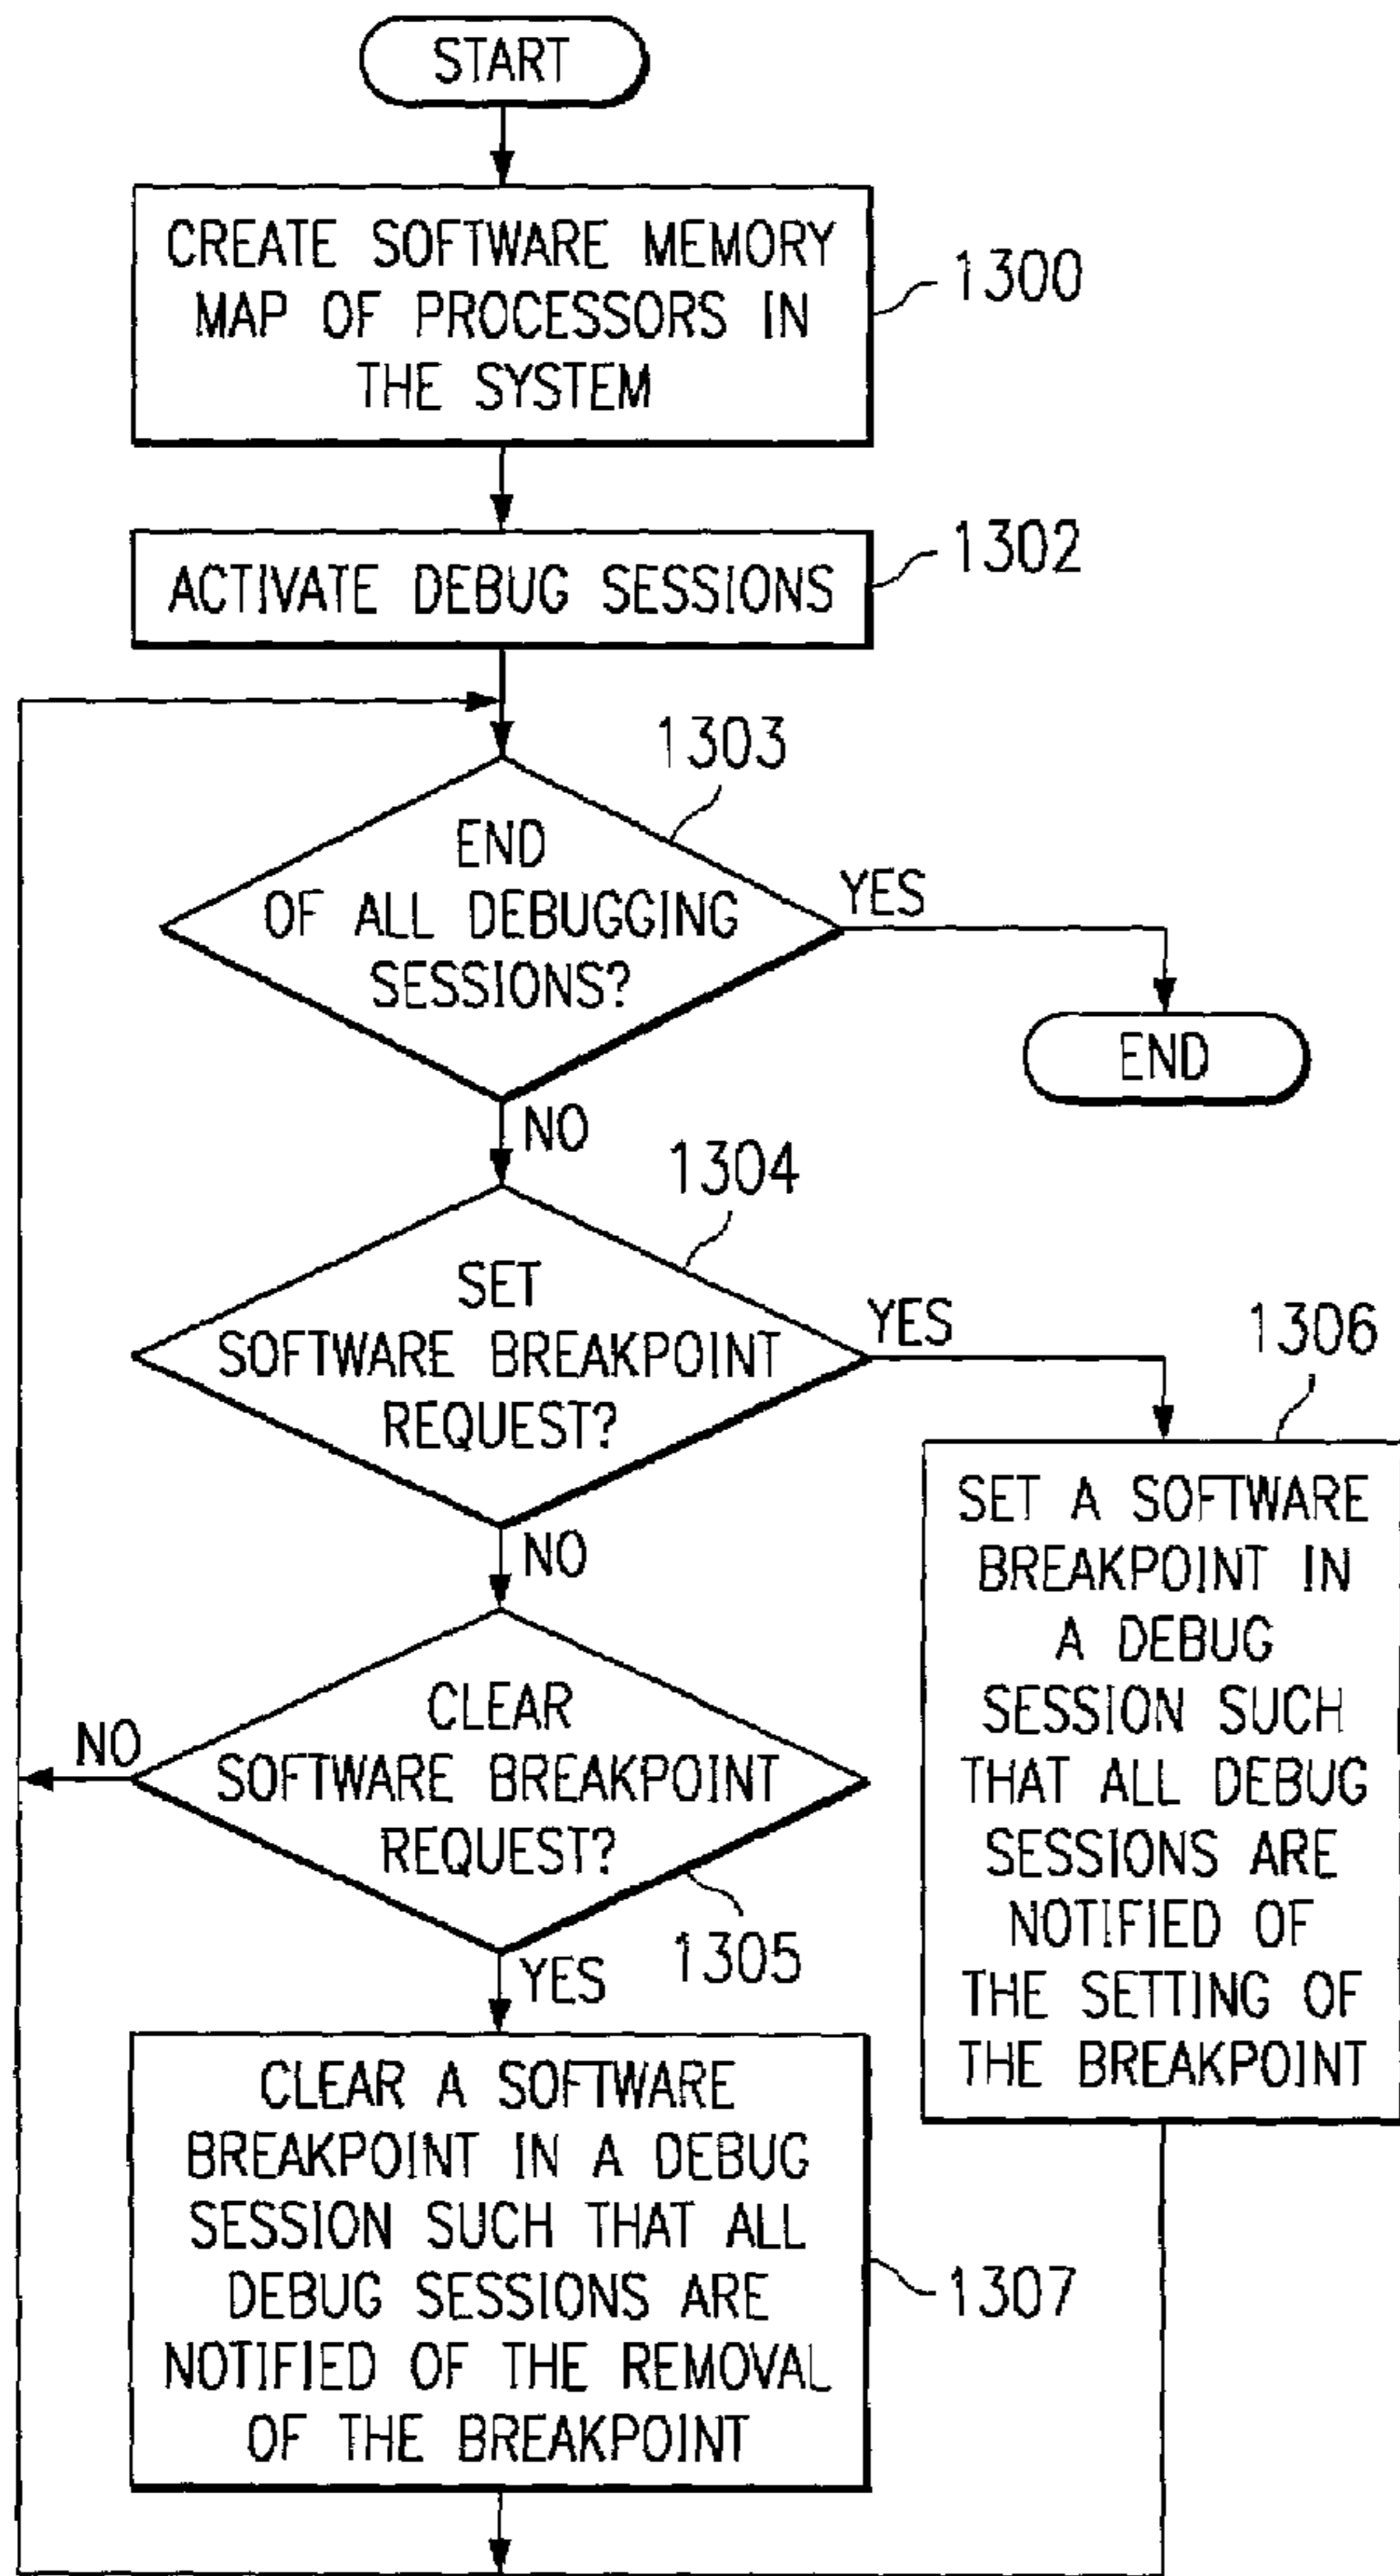 START
CREATE SOFTWARE MEMORY
MAP OF PROCESSORS IN
THE SYSTEM
1300
ACTIVATE DEBUG SESSIONS
1302
1303
END
OF ALL DEBUGGING
SESSIONS?
YES
END
NO
1304
SET
SOFTWARE BREAKPOINT
REQUEST?
YES
1306
SET A SOFTWARE
BREAKPOINT IN
A DEBUG
SESSION SUCH
THAT ALL DEBUG
SESSIONS ARE
NOTIFIED OF
THE SETTING OF
THE BREAKPOINT
NO
CLEAR
SOFTWARE BREAKPOINT
REQUEST?
NO
1305
YES
CLEAR A SOFTWARE
BREAKPOINT IN A DEBUG
SESSION SUCH THAT ALL
DEBUG SESSIONS ARE
NOTIFIED OF THE REMOVAL
OF THE BREAKPOINT
1307